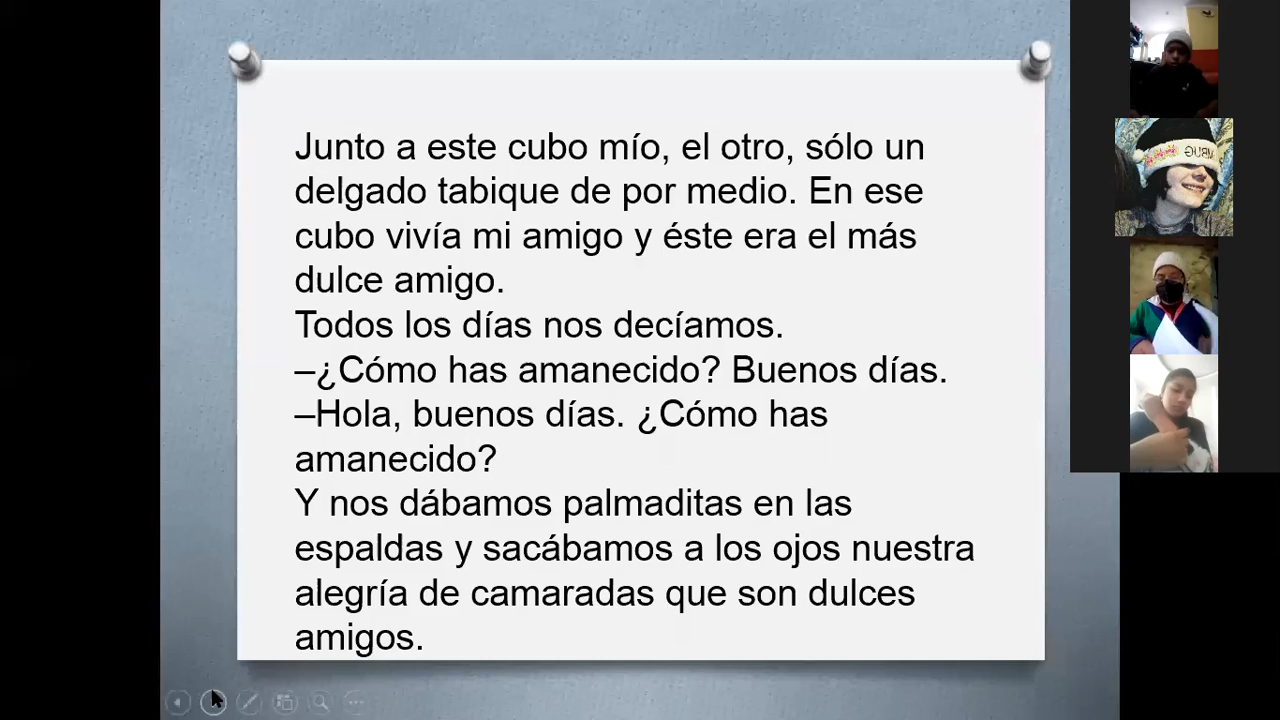 Junto a este cubo mío, el otro, sólo un
delgado tabique de por medio. En ese
cubo vivía mi amigo y éste era el más
dulce amigo.
Todos los días nos decíamos.
–¿Cómo has amanecido? Buenos días.
–Hola, buenos días. ¿Cómo has
amanecido?
Y nos dábamos palmaditas en las
espaldas y sacábamos a los ojos nuestra
alegría de camaradas que son dulces
amigos.